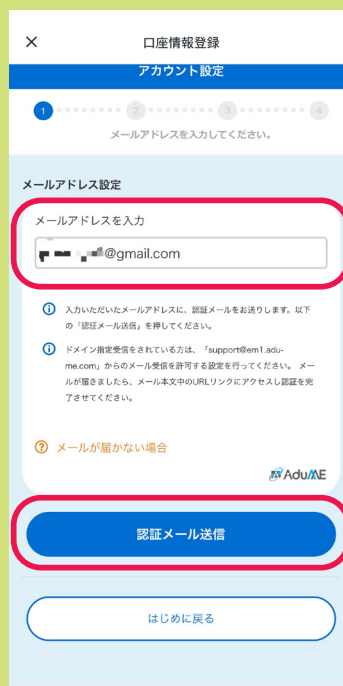 口座情報登録
アカウント設定
1 2 3 4
メールアドレスを入力してください。
メールアドレス設定
メールアドレスを入力
@gmail.com
入力いただいたメールアドレスに、認証メールをお送りします。以下
の「認証メール送信」を押してください。
ドメイン指定受信をされている方は、「support@em1.adu-
me.com」からのメール受信を許可する設定を行ってください。 メー
ルが届きましたら、メール本文中のURLリンクにアクセスし認証を完
了させてください。
メールが届かない場合
AduME
認証メール送信
はじめに戻る